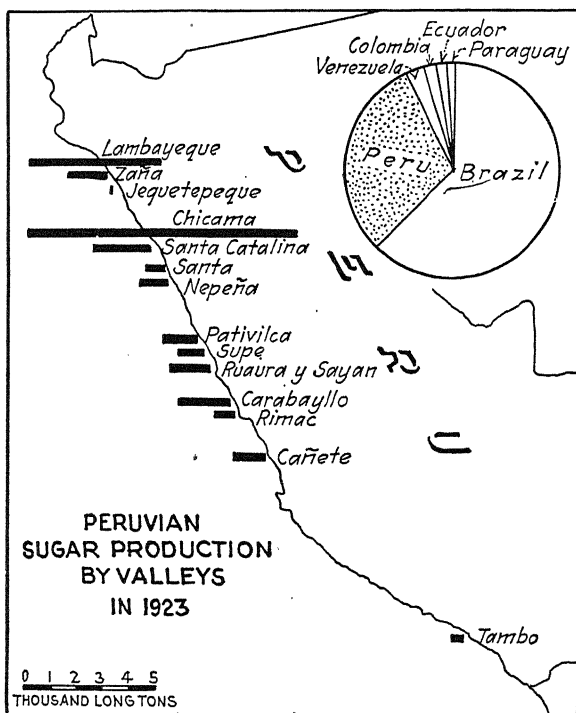 Ecuador
Colombia
Paraguay
Venezuela
Peru
Brazil
Lambayeque
Zaña
Jequetepeque
Chicama
Santa Catalina
Santa
Nepeña
Pativilca
Supe
Ruaura y Sayan
Carabayllo
Rimac
Cañete
PERUVIAN
SUGAR PRODUCTION
BY VALLEYS
IN 1923
Tambo
0 1 2 3 4 5
THOUSAND LONG TONS